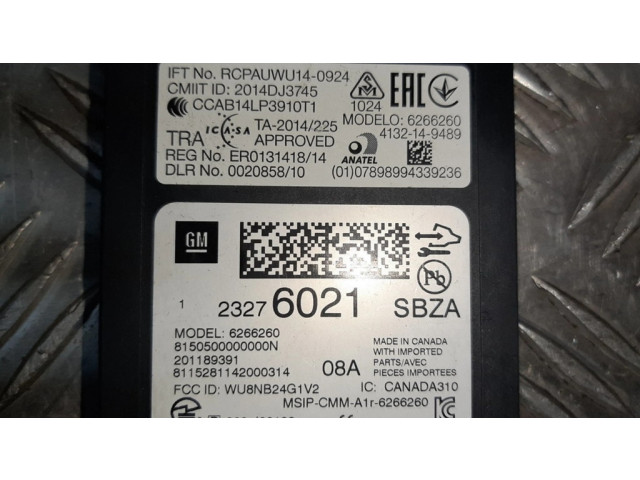 IFT No. RCPAUWU14-0924
CMIIT ID: 2014DJ3745
CCAB14LP3910T1
1024
EAC
MODELO: 6266260
TRA
ICASA
TA-2014/225
APPROVED
ANATEL
4132-14-9489
REG No. ER0131418/14
DLR No. 0020858/10
(01)07898994339236
GM
Pb
1
2327 6021
SBZA
MODEL: 6266260
8150500000000N
201189391
8115281142000314
08A
MADE IN CANADA
WITH IMPORTED
PARTS/AVEC
PIECES IMPORTEES
FCC ID: WU8NB24G1V2
IC: CANADA310
MSIP-CMM-A1r-6266260